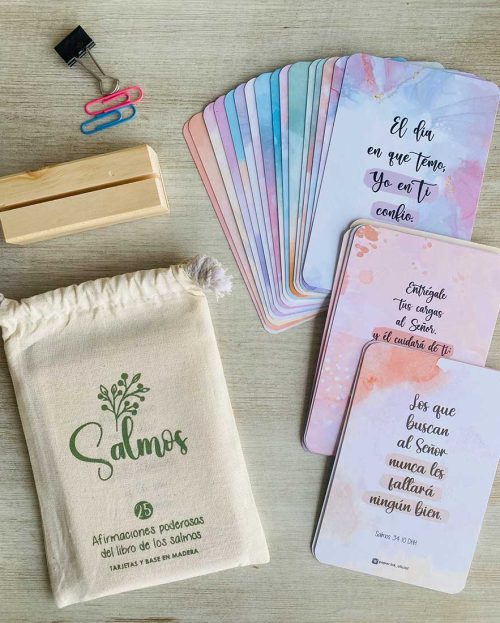 El día
en que temo,
Yo en ti
confío.
Entrégale
tus cargas
al Señor,
y él cuidará de ti;
Los que
buscan
al Señor
nunca les
faltará
ningún bien.
Salmos 34:10 DHH
Salmos
25
Afirmaciones poderosas
del libro de los salmos
TARJETAS Y BASE EN MADERA